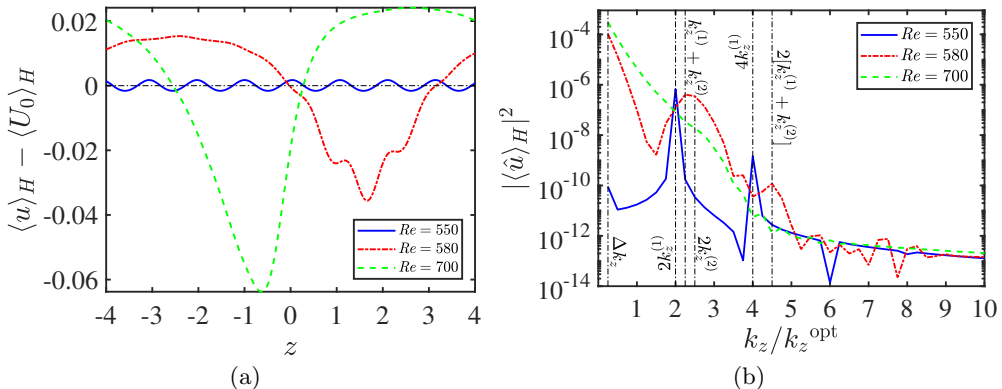 0.02
0
-0.02
-0.04
-0.06
⟨u⟩_H − ⟨U_0⟩_H
-4 -3 -2 -1 0 1 2 3 4
z
Re = 550
Re = 580
Re = 700
(a)
10^{-4}
10^{-6}
10^{-8}
10^{-10}
10^{-12}
10^{-14}
|⟨û⟩_H|^2
Δk_z
2k_z^{(1)}
k_z^{(1)} + k_z^{(2)}
2k_z^{(2)}
4k_z^{(1)}
2[k_z^{(1)} + k_z^{(2)}]
Re = 550
Re = 580
Re = 700
0 1 2 3 4 5 6 7 8 9 10
k_z/k_z^{opt}
(b)